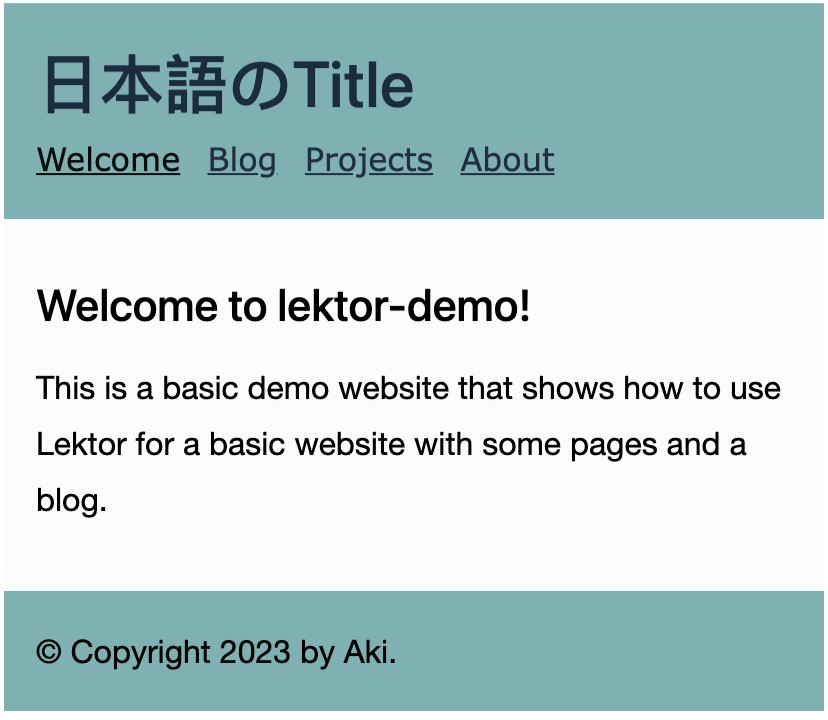 日本語のTitle
Welcome Blog Projects About
Welcome to lektor-demo!
This is a basic demo website that shows how to use
Lektor for a basic website with some pages and a
blog.
© Copyright 2023 by Aki.